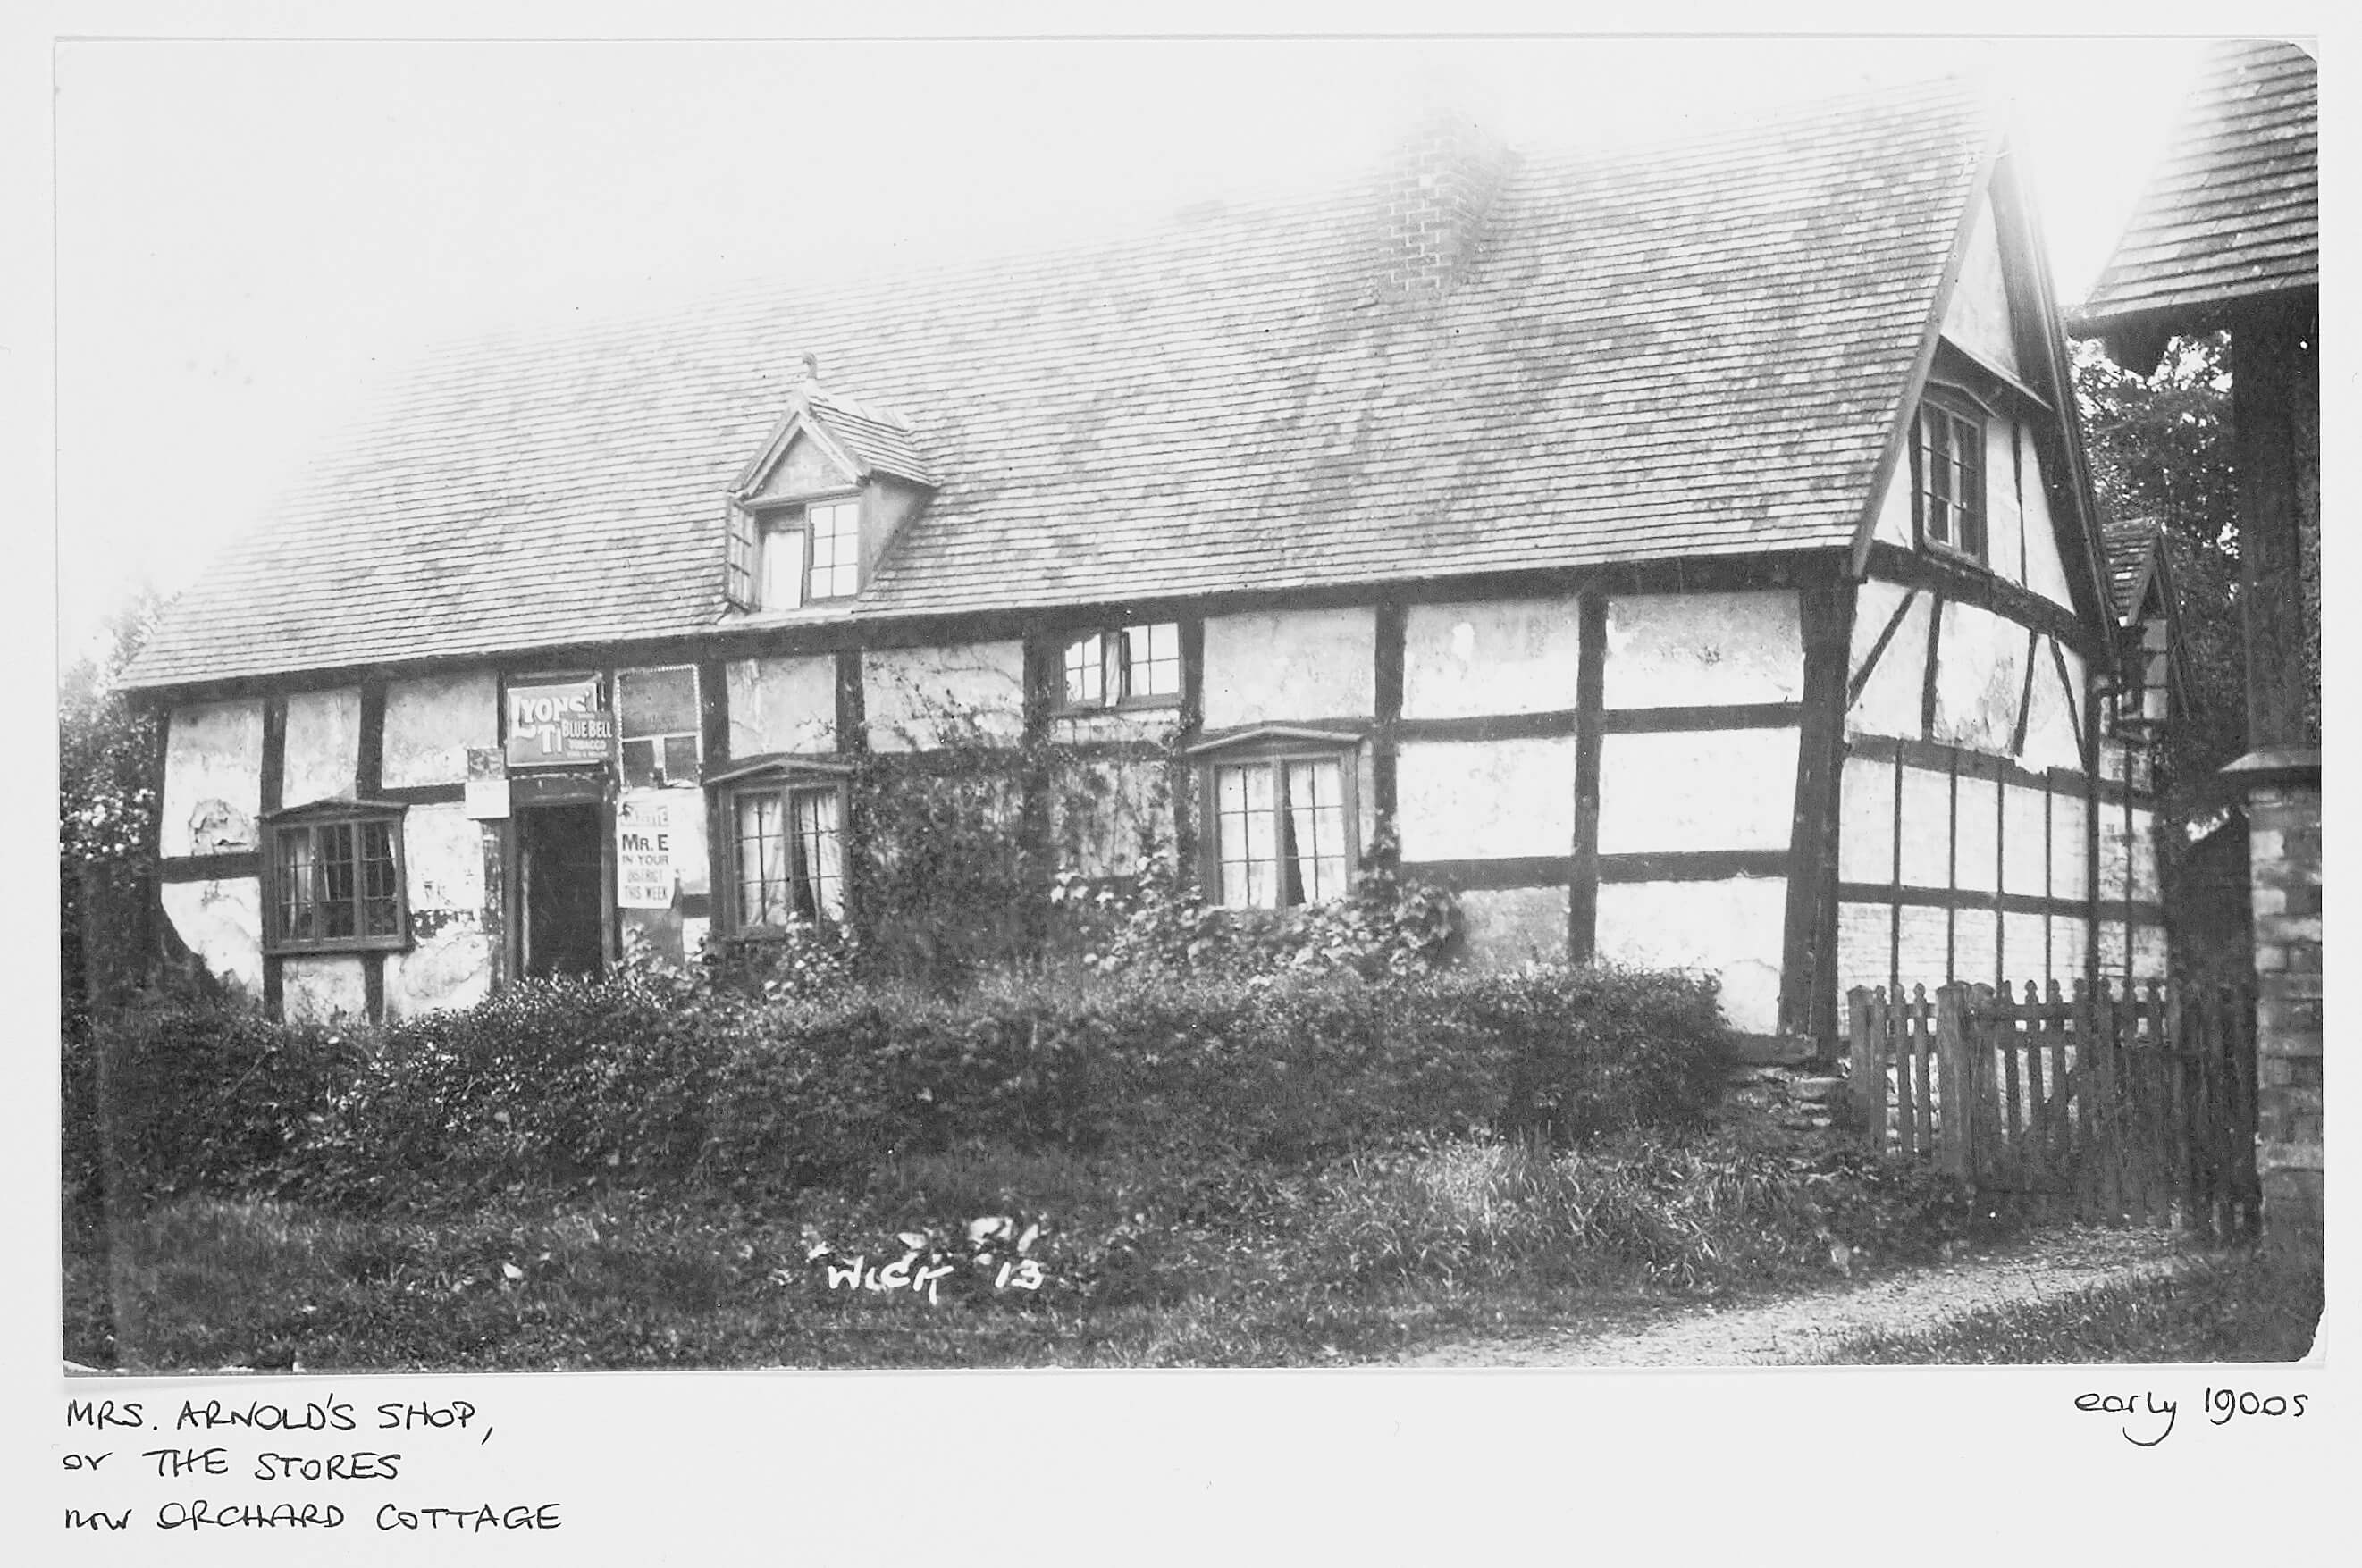 LYONS'
BLUE BELL
TOBACCO
MR. E
IN YOUR
DISTRICT
THIS WEEK
WICK 13
MRS. ARNOLD'S SHOP,
or THE STORES
now ORCHARD COTTAGE
early 1900s